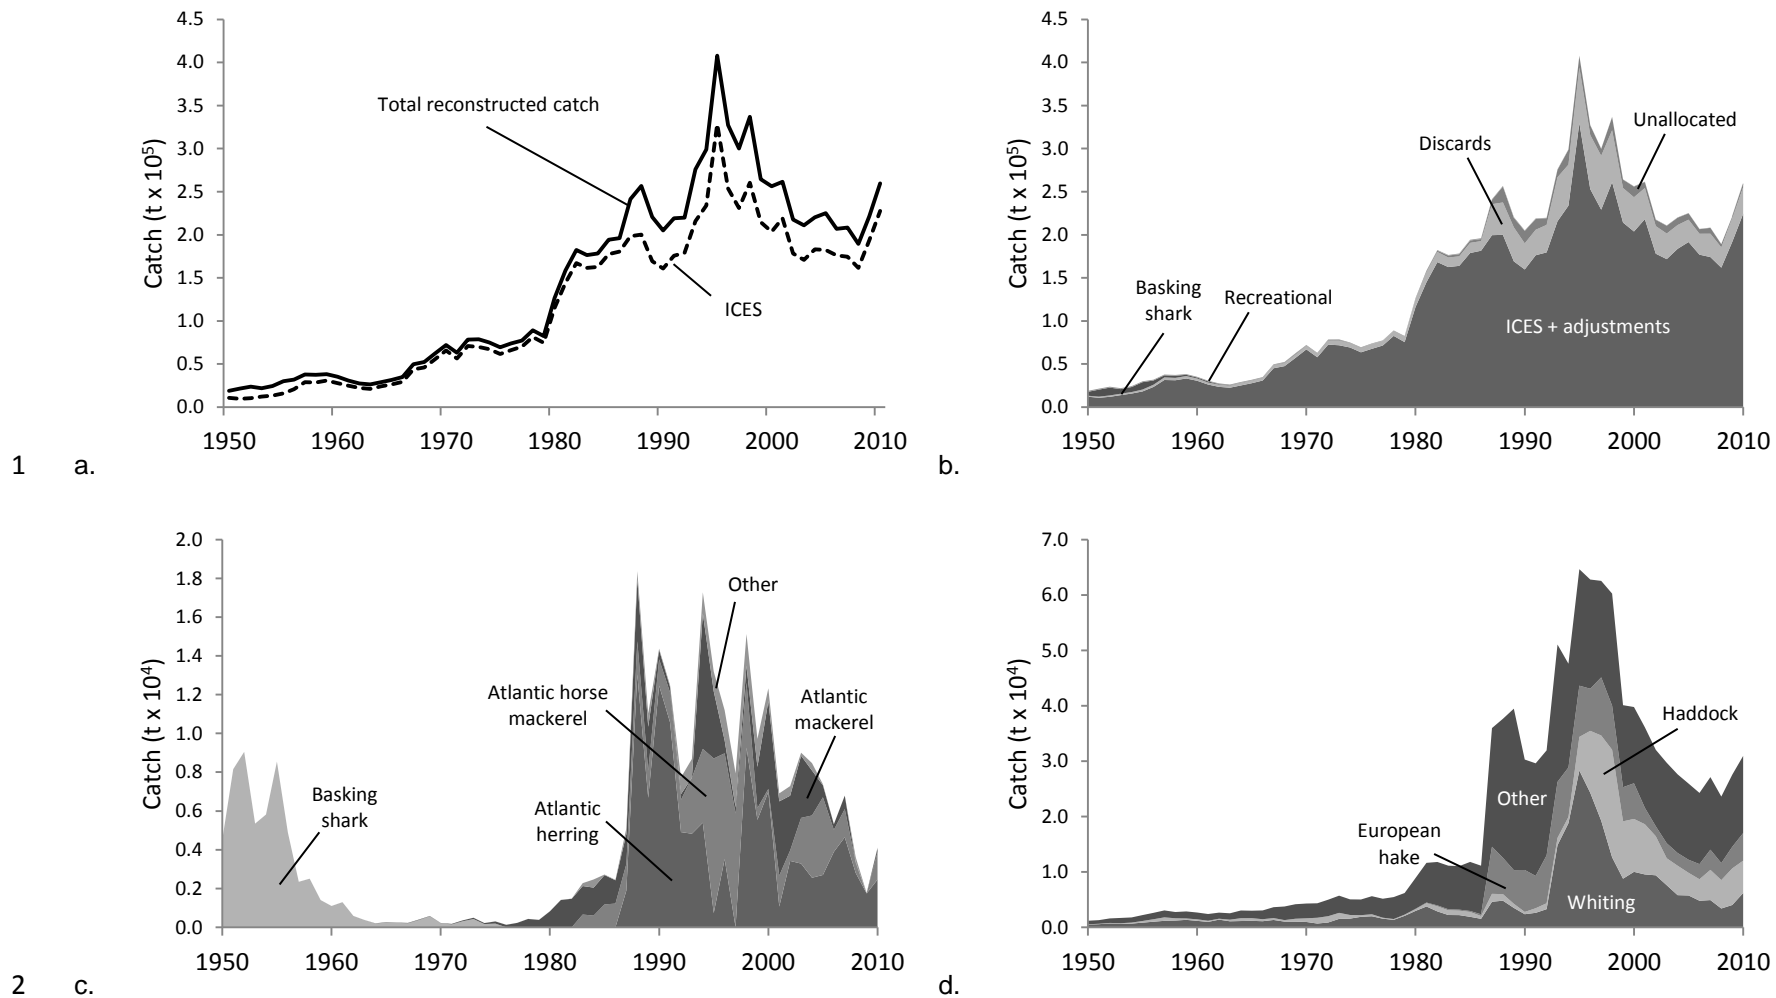 4.5
4.0
3.5
3.0
2.5
2.0
1.5
1.0
0.5
0.0
Catch (t x 10⁵)
Total reconstructed catch
ICES
1950 1960 1970 1980 1990 2000 2010
1 a.
4.5
4.0
3.5
3.0
2.5
2.0
1.5
1.0
0.5
0.0
Catch (t x 10⁵)
Unallocated
Discards
Basking
shark
Recreational
ICES + adjustments
1950 1960 1970 1980 1990 2000 2010
b.
2.0
1.8
1.6
1.4
1.2
1.0
0.8
0.6
0.4
0.2
0.0
Catch (t x 10⁴)
Other
Atlantic horse
mackerel
Atlantic
mackerel
Basking
shark
Atlantic
herring
1950 1960 1970 1980 1990 2000 2010
2 c.
7.0
6.0
5.0
4.0
3.0
2.0
1.0
0.0
Catch (t x 10⁴)
Haddock
Other
European
hake
Whiting
1950 1960 1970 1980 1990 2000 2010
d.